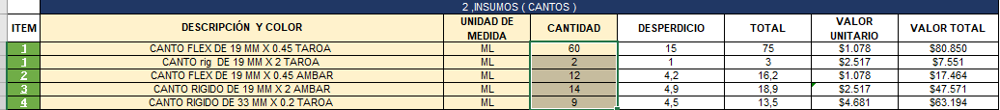 2 ,INSUMOS ( CANTOS )
ITEM DESCRIPCIÓN Y COLOR UNIDAD DE MEDIDA CANTIDAD DESPERDICIO TOTAL VALOR UNITARIO VALOR TOTAL
1 CANTO FLEX DE 19 MM X 0.45 TAROA ML 60 15 75 $1.078 $80.850
1 CANTO rig DE 19 MM X 2 TAROA ML 2 1 3 $2.517 $7.551
2 CANTO FLEX DE 19 MM X 0.45 AMBAR ML 12 4,2 16,2 $1.078 $17.464
3 CANTO RIGIDO DE 19 MM X 2 AMBAR ML 14 4,9 18,9 $2.517 $47.571
4 CANTO RIGIDO DE 33 MM X 0.2 TAROA ML 9 4,5 13,5 $4.681 $63.194